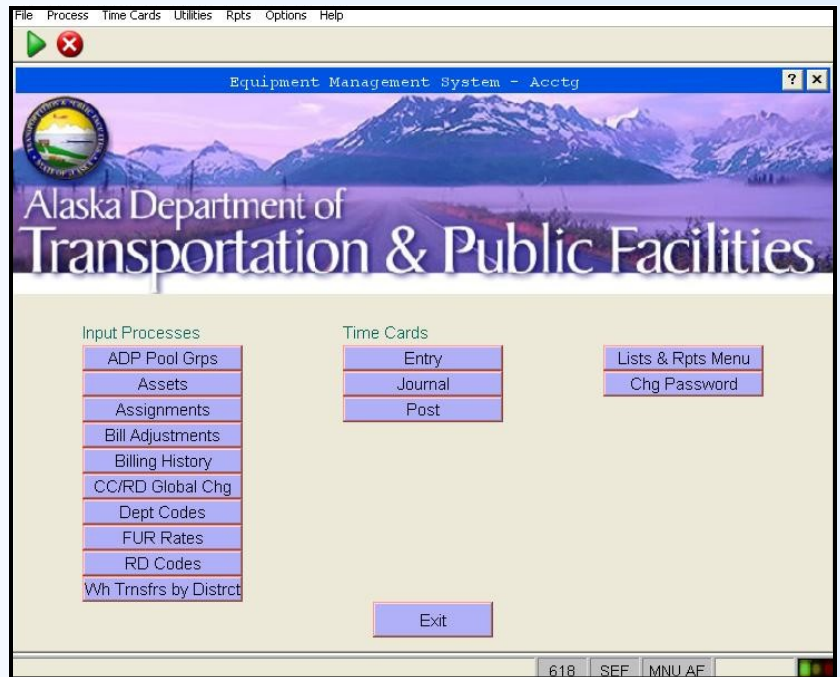 File Process Time Cards Utilities Rpts Options Help
Equipment Management System - Acctg ? ×
Alaska Department of
Transportation & Public Facilities
Input Processes
ADP Pool Grps
Assets
Assignments
Bill Adjustments
Billing History
CC/RD Global Chg
Dept Codes
FUR Rates
RD Codes
Wh Trnsfrs by Distrct
Time Cards
Entry
Journal
Post
Lists & Rpts Menu
Chg Password
Exit
618 SEF MNU AF